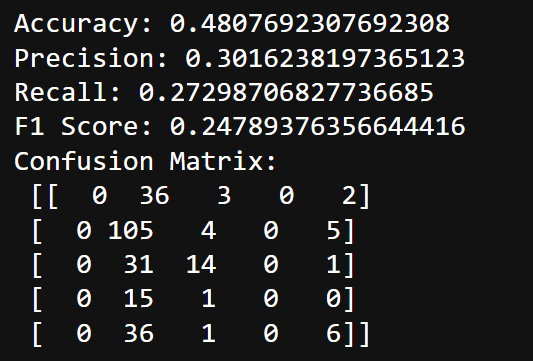 Accuracy: 0.4807692307692308
Precision: 0.3016238197365123
Recall: 0.27298706827736685
F1 Score: 0.24789376356644416
Confusion Matrix:
[[ 0 36 3 0 2]
[ 0 105 4 0 5]
[ 0 31 14 0 1]
[ 0 15 1 0 0]
[ 0 36 1 0 6]]